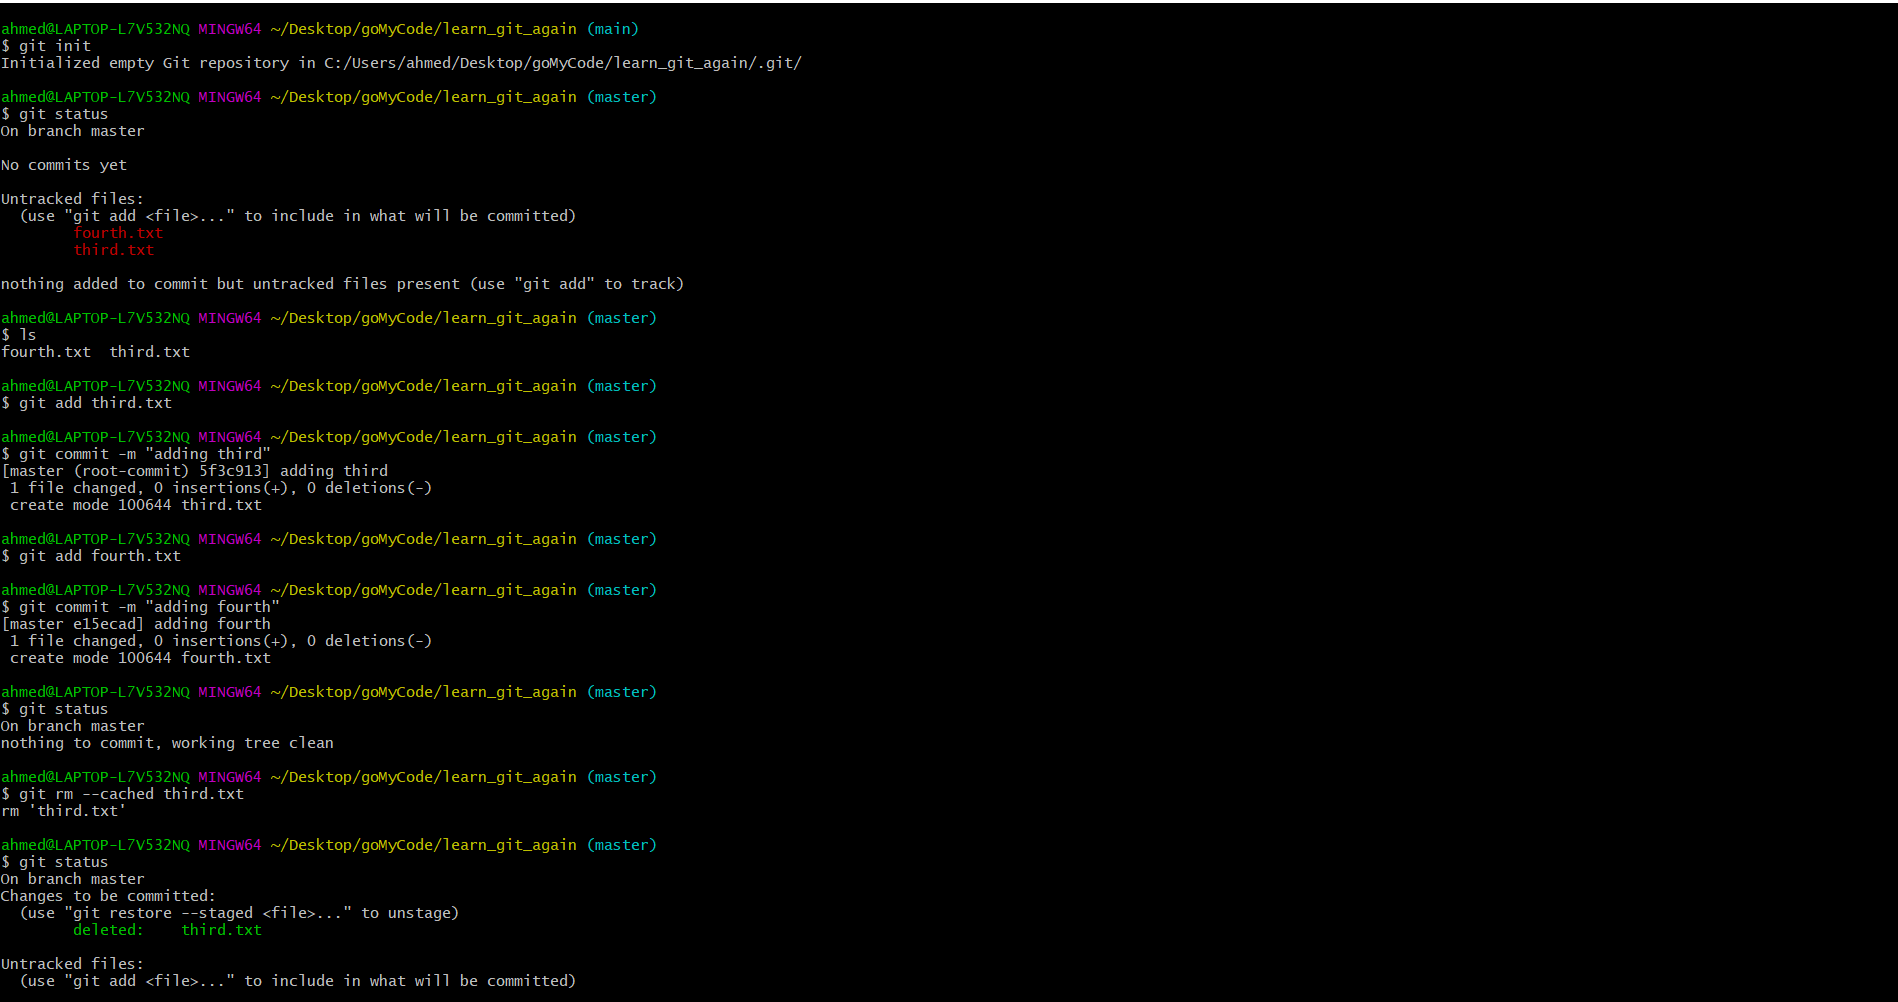 ahmed@LAPTOP-L7V532NQ MINGW64 ~/Desktop/goMyCode/learn_git_again (main)
$ git init
Initialized empty Git repository in C:/Users/ahmed/Desktop/goMyCode/learn_git_again/.git/

ahmed@LAPTOP-L7V532NQ MINGW64 ~/Desktop/goMyCode/learn_git_again (master)
$ git status
On branch master

No commits yet

Untracked files:
  (use "git add <file>..." to include in what will be committed)
        fourth.txt
        third.txt

nothing added to commit but untracked files present (use "git add" to track)

ahmed@LAPTOP-L7V532NQ MINGW64 ~/Desktop/goMyCode/learn_git_again (master)
$ ls
fourth.txt  third.txt

ahmed@LAPTOP-L7V532NQ MINGW64 ~/Desktop/goMyCode/learn_git_again (master)
$ git add third.txt

ahmed@LAPTOP-L7V532NQ MINGW64 ~/Desktop/goMyCode/learn_git_again (master)
$ git commit -m "adding third"
[master (root-commit) 5f3c913] adding third
 1 file changed, 0 insertions(+), 0 deletions(-)
 create mode 100644 third.txt

ahmed@LAPTOP-L7V532NQ MINGW64 ~/Desktop/goMyCode/learn_git_again (master)
$ git add fourth.txt

ahmed@LAPTOP-L7V532NQ MINGW64 ~/Desktop/goMyCode/learn_git_again (master)
$ git commit -m "adding fourth"
[master e15ecad] adding fourth
 1 file changed, 0 insertions(+), 0 deletions(-)
 create mode 100644 fourth.txt

ahmed@LAPTOP-L7V532NQ MINGW64 ~/Desktop/goMyCode/learn_git_again (master)
$ git status
On branch master
nothing to commit, working tree clean

ahmed@LAPTOP-L7V532NQ MINGW64 ~/Desktop/goMyCode/learn_git_again (master)
$ git rm --cached third.txt
rm 'third.txt'

ahmed@LAPTOP-L7V532NQ MINGW64 ~/Desktop/goMyCode/learn_git_again (master)
$ git status
On branch master
Changes to be committed:
  (use "git restore --staged <file>..." to unstage)
        deleted:    third.txt

Untracked files:
  (use "git add <file>..." to include in what will be committed)